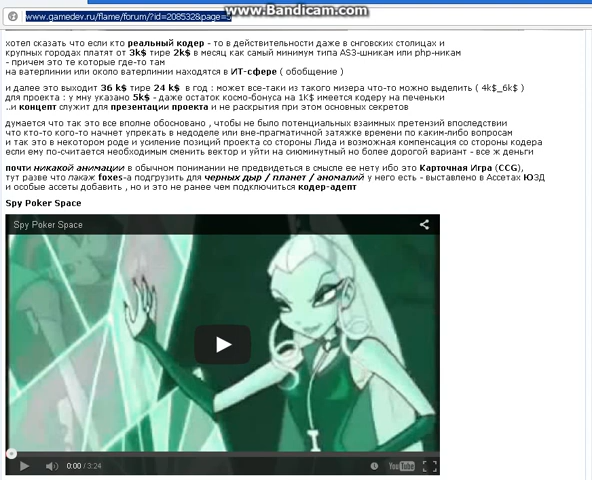 www.Bandicam.com
www.gamedev.ru/flame/forum/?id=208532&page=5
хотел сказать что если кто реальный кодер - то в действительности даже в снговских столицах и
крупных городах платят от 3k$ тире 2k$ в месяц как самый минимум типа AS3-шникам или php-никам
- причем это те которые где-то там
на ватерлинии или около ватерлинии находятся в ИТ-сфере ( обобщение )
и далее это выходит 36 k$ тире 24 k$ в год : может все-таки из такого мизера что-то можно выделить ( 4k$_6k$ )
для проекта : у мну указано 5k$ - даже остаток космо-бонуса на 1K$ имеется кодеру на печеньки
..и концепт служит для презентации проекта и не раскрытия при этом основных секретов
думается что так это все вполне обосновано , чтобы не было потенциальных взаимных претензий впоследствии
что кто-то кого-то начнет упрекать в недоделе или вне-прагматичной затяжке времени по каким-либо вопросам
и так это в некотором роде и усиление позиций проекта со стороны Лида и возможная компенсация со стороны кодера
если ему по-считается необходимым сменить вектор и уйти на сиюминутный но более дорогой вариант - все ж деньги
почти никакой анимации в обычном понимании не предвидеться в смысле ее нету ибо это Карточная Игра (CCG),
тут разве что пакаж foxes-а подгрузить для черных дыр / планет / аномалий у него есть - выставлено в Ассетах ЮЗД
и особые ассеты добавить , но и это не ранее чем подключиться кодер-адепт
Spy Poker Space
Spy Poker Space
0:00 / 3:24
YouTube